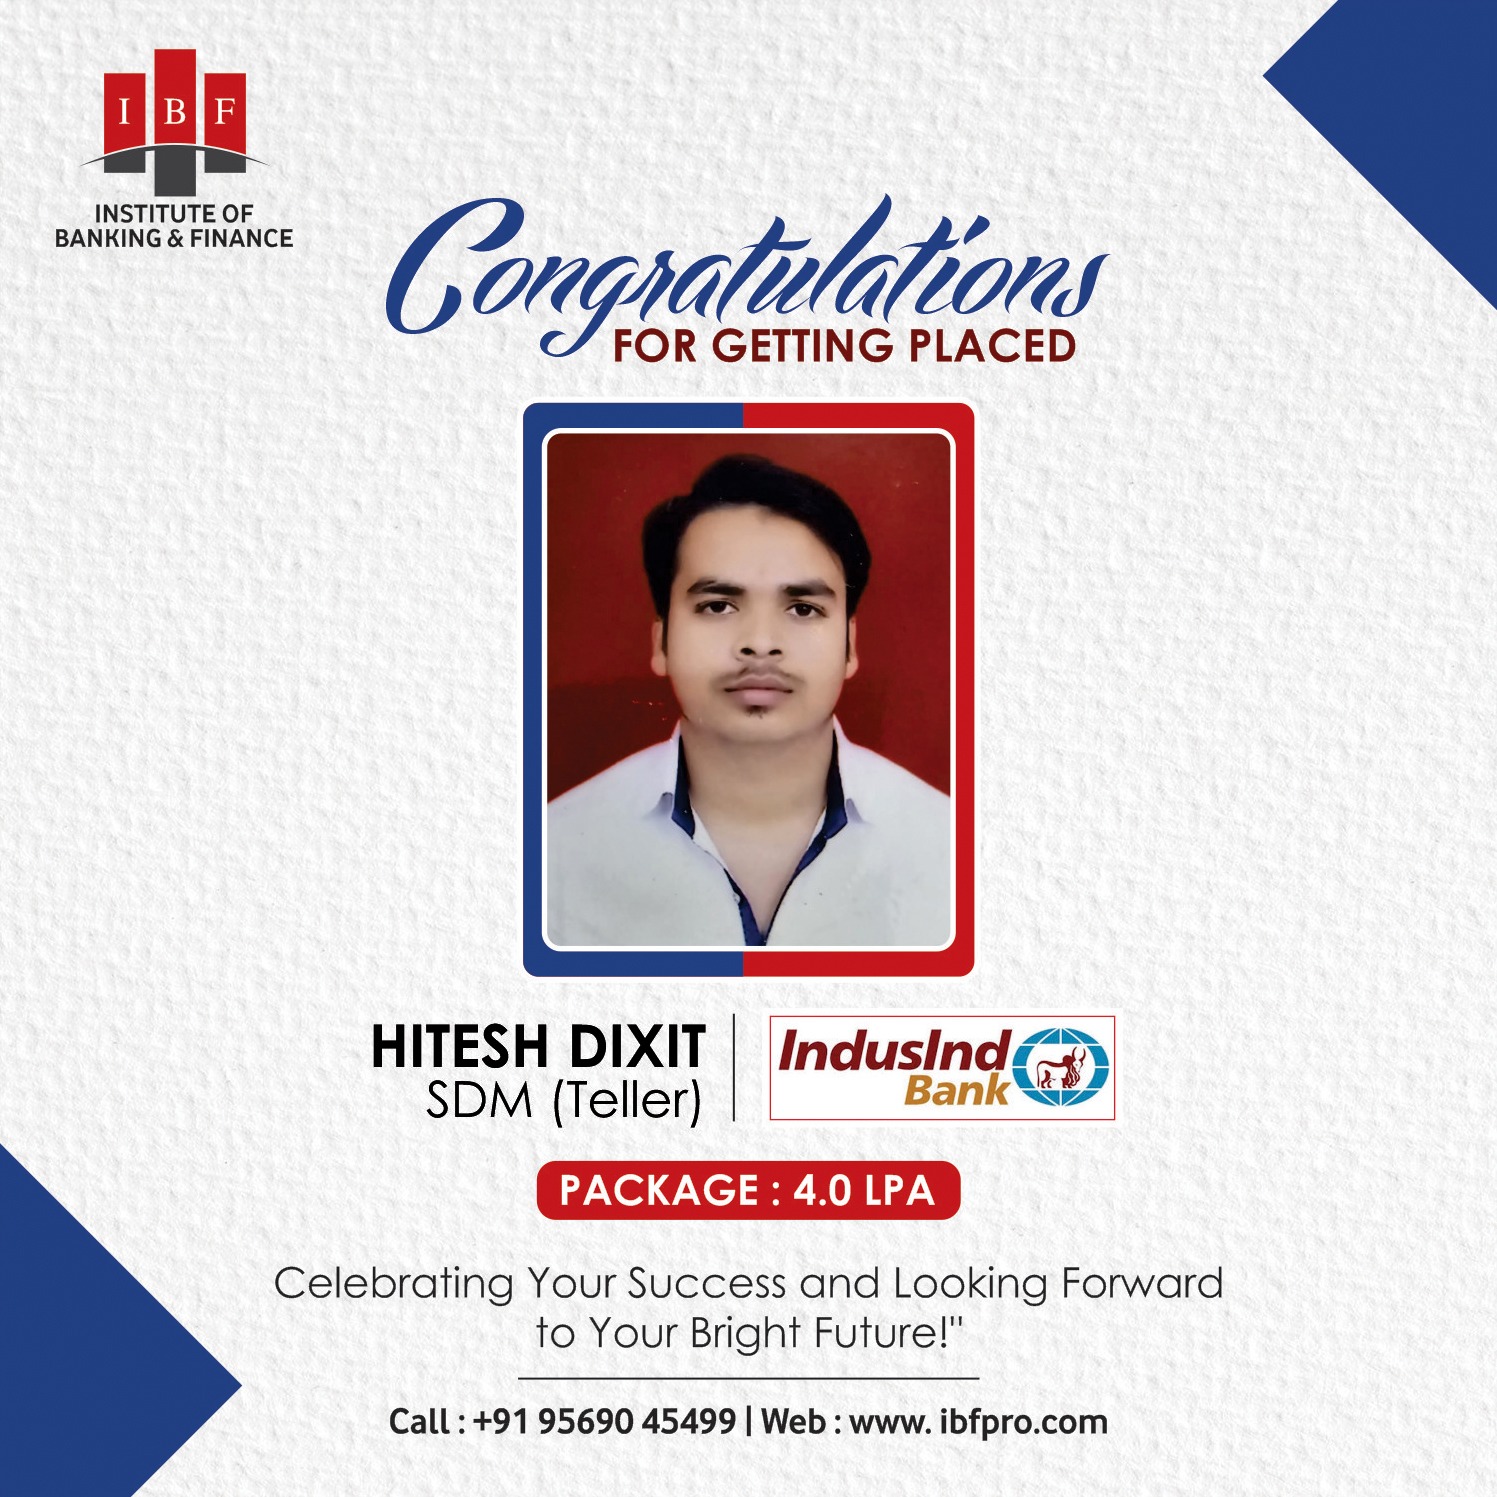 I B F
INSTITUTE OF
BANKING & FINANCE
Congratulations
FOR GETTING PLACED
HITESH DIXIT
SDM (Teller)
IndusInd
Bank
PACKAGE : 4.0 LPA
Celebrating Your Success and Looking Forward
to Your Bright Future!"
Call : +91 95690 45499 | Web : www. ibfpro.com